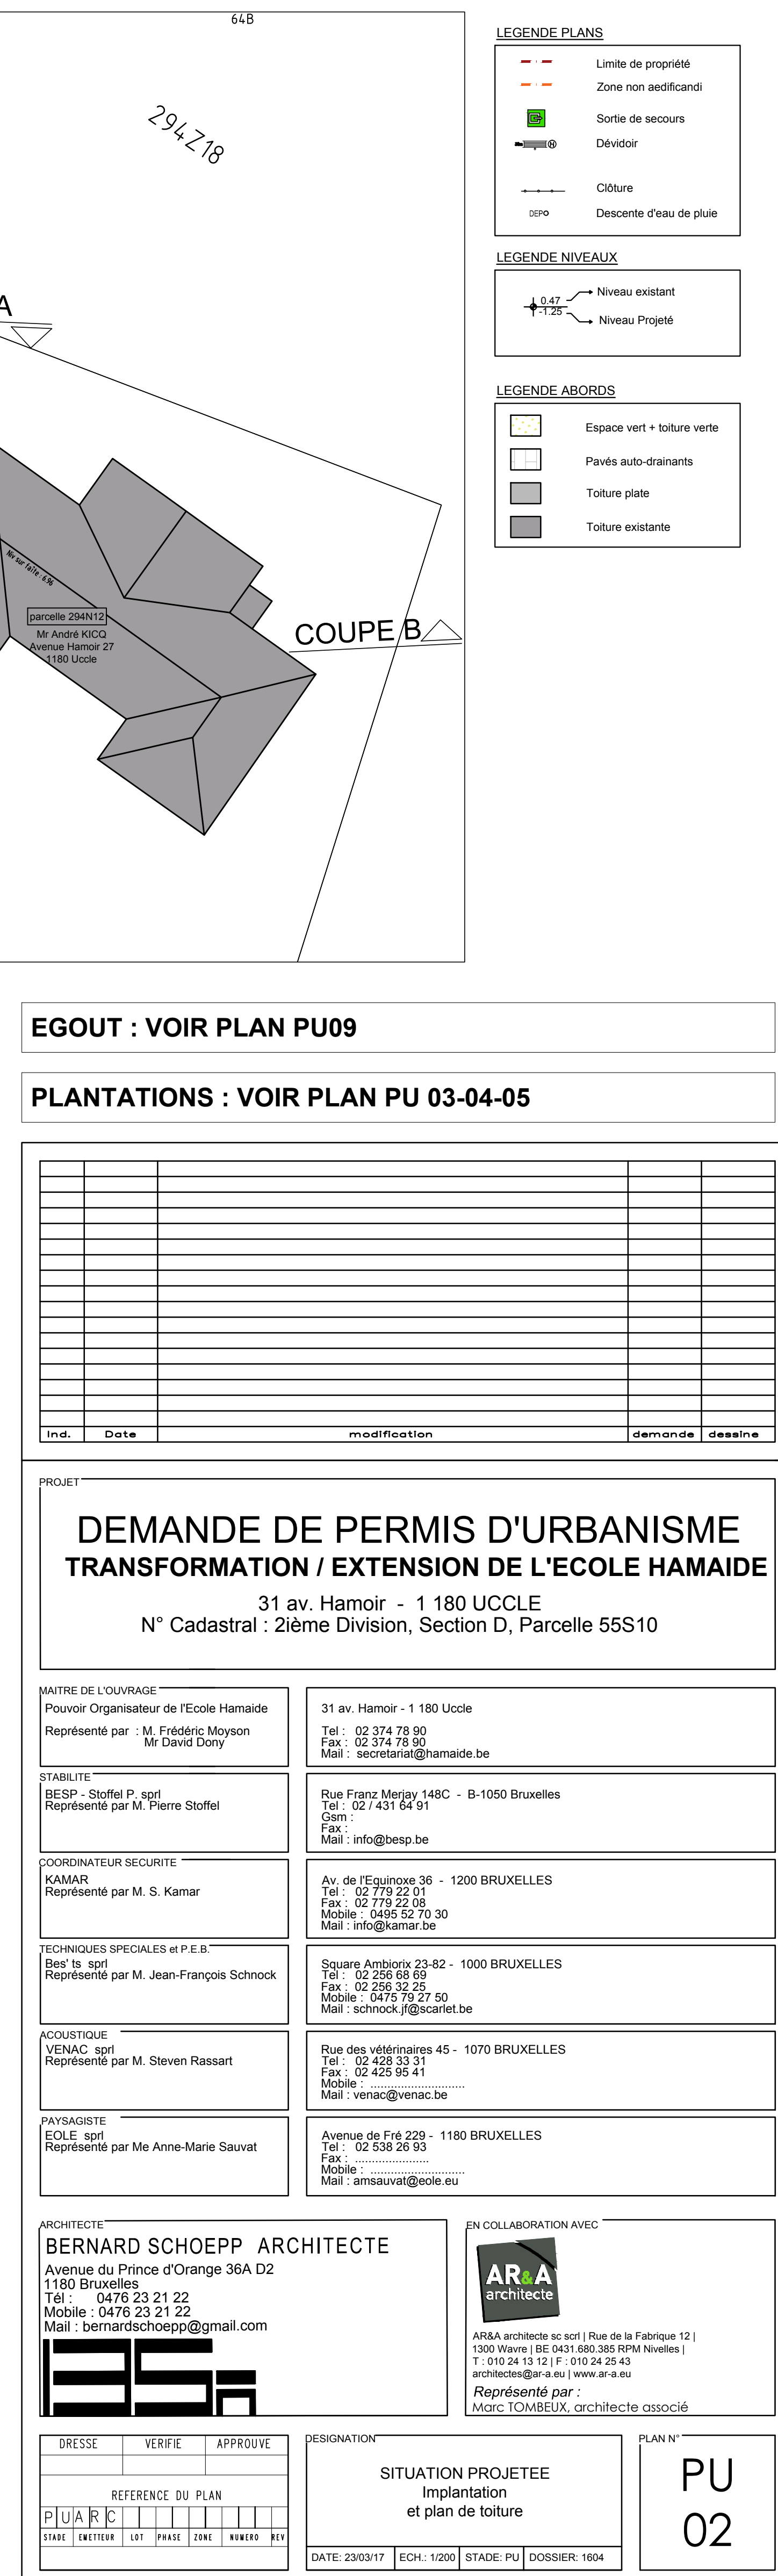 64B
294Z18
A
Niv sur faîte : 6.96
parcelle 294N12
Mr André KICQ
Avenue Hamoir 27
1180 Uccle
COUPE B
LEGENDE PLANS
Limite de propriété
Zone non aedificandi
Sortie de secours
Dévidoir
Clôture
DEP Descente d'eau de pluie
LEGENDE NIVEAUX
0.47 Niveau existant
-1.25 Niveau Projeté
LEGENDE ABORDS
Espace vert + toiture verte
Pavés auto-drainants
Toiture plate
Toiture existante
EGOUT : VOIR PLAN PU09
PLANTATIONS : VOIR PLAN PU 03-04-05
Ind. Date modification demande dessine
PROJET
DEMANDE DE PERMIS D'URBANISME
TRANSFORMATION / EXTENSION DE L'ECOLE HAMAIDE
31 av. Hamoir - 1 180 UCCLE
N° Cadastral : 2ième Division, Section D, Parcelle 55S10
MAITRE DE L'OUVRAGE
Pouvoir Organisateur de l'Ecole Hamaide
Représenté par : M. Frédéric Moyson
Mr David Dony
31 av. Hamoir - 1 180 Uccle
Tel : 02 374 78 90
Fax : 02 374 78 90
Mail : secretariat@hamaide.be
STABILITE
BESP - Stoffel P. sprl
Représenté par M. Pierre Stoffel
Rue Franz Merjay 148C - B-1050 Bruxelles
Tel : 02 / 431 64 91
Gsm :
Fax :
Mail : info@besp.be
COORDINATEUR SECURITE
KAMAR
Représenté par M. S. Kamar
Av. de l'Equinoxe 36 - 1200 BRUXELLES
Tel : 02 779 22 01
Fax : 02 779 22 08
Mobile : 0495 52 70 30
Mail : info@kamar.be
TECHNIQUES SPECIALES et P.E.B.
Bes' ts sprl
Représenté par M. Jean-François Schnock
Square Ambiorix 23-82 - 1000 BRUXELLES
Tel : 02 256 68 69
Fax : 02 256 32 25
Mobile : 0475 79 27 50
Mail : schnock.jf@scarlet.be
ACOUSTIQUE
VENAC sprl
Représenté par M. Steven Rassart
Rue des vétérinaires 45 - 1070 BRUXELLES
Tel : 02 428 33 31
Fax : 02 425 95 41
Mobile : ............................
Mail : venac@venac.be
PAYSAGISTE
EOLE sprl
Représenté par Me Anne-Marie Sauvat
Avenue de Fré 229 - 1180 BRUXELLES
Tel : 02 538 26 93
Fax : ......................
Mobile : ............................
Mail : amsauvat@eole.eu
ARCHITECTE
BERNARD SCHOEPP ARCHITECTE
Avenue du Prince d'Orange 36A D2
1180 Bruxelles
Tél : 0476 23 21 22
Mobile : 0476 23 21 22
Mail : bernardschoepp@gmail.com
EN COLLABORATION AVEC
AR&A
architecte
AR&A architecte sc scrl | Rue de la Fabrique 12 |
1300 Wavre | BE 0431.680.385 RPM Nivelles |
T : 010 24 13 12 | F : 010 24 25 43
architectes@ar-a.eu | www.ar-a.eu
Représenté par :
Marc TOMBEUX, architecte associé
DRESSE VERIFIE APPROUVE
REFERENCE DU PLAN
P U A R C
STADE EMETTEUR LOT PHASE ZONE NUMERO REV
DESIGNATION
SITUATION PROJETEE
Implantation
et plan de toiture
DATE: 23/03/17 ECH.: 1/200 STADE: PU DOSSIER: 1604
PLAN N°
PU
02